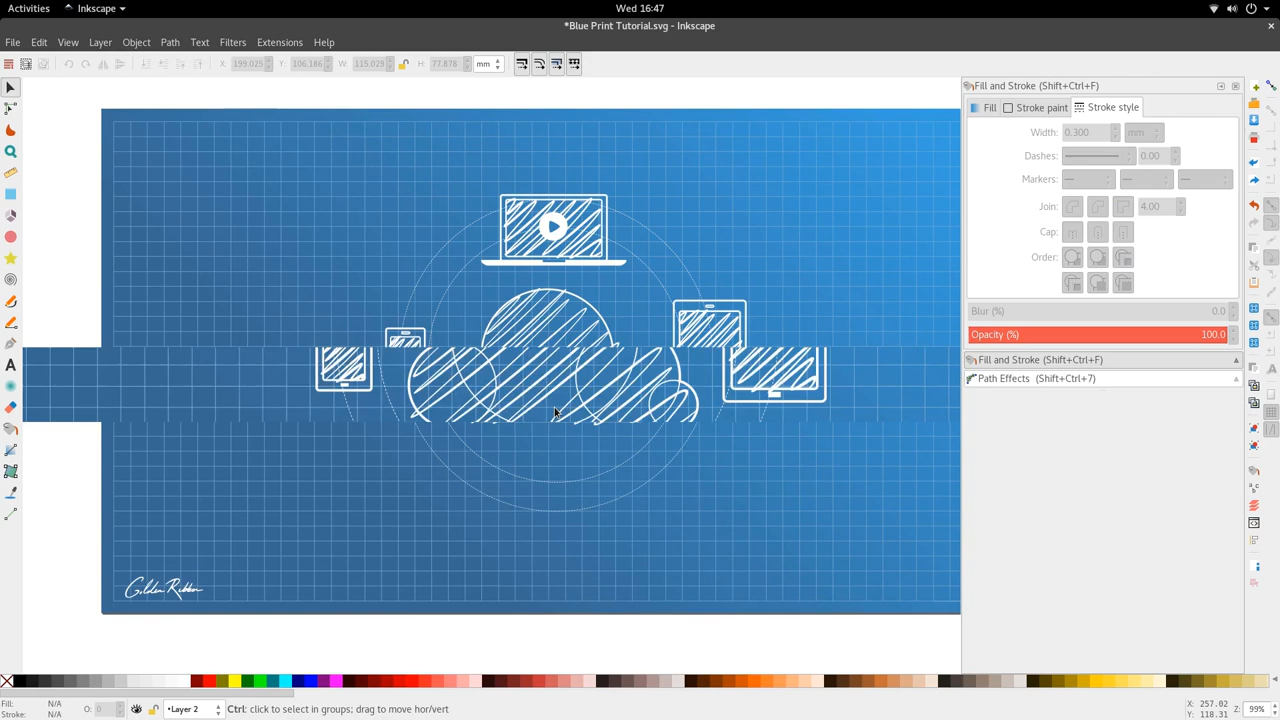 Activities Inkscape Wed 16:47
*Blue Print Tutorial.svg - Inkscape
File Edit View Layer Object Path Text Filters Extensions Help
X: 199.025 Y: 106.186 W: 115.029 H: 77.878 mm
Fill and Stroke (Shift+Ctrl+F)
Fill Stroke paint Stroke style
Width: 0.300 mm
Dashes: 0.00
Markers:
Join: 4.00
Cap:
Order:
Blur (%) 0.0
Opacity (%) 100.0
Fill and Stroke (Shift+Ctrl+F)
Path Effects (Shift+Ctrl+7)
Golden Ribbon
Fill: N/A
Stroke: N/A
O: 0
•Layer 2
Ctrl: click to select in groups; drag to move hor/vert
X: 257.02
Y: 118.31
Z: 99%